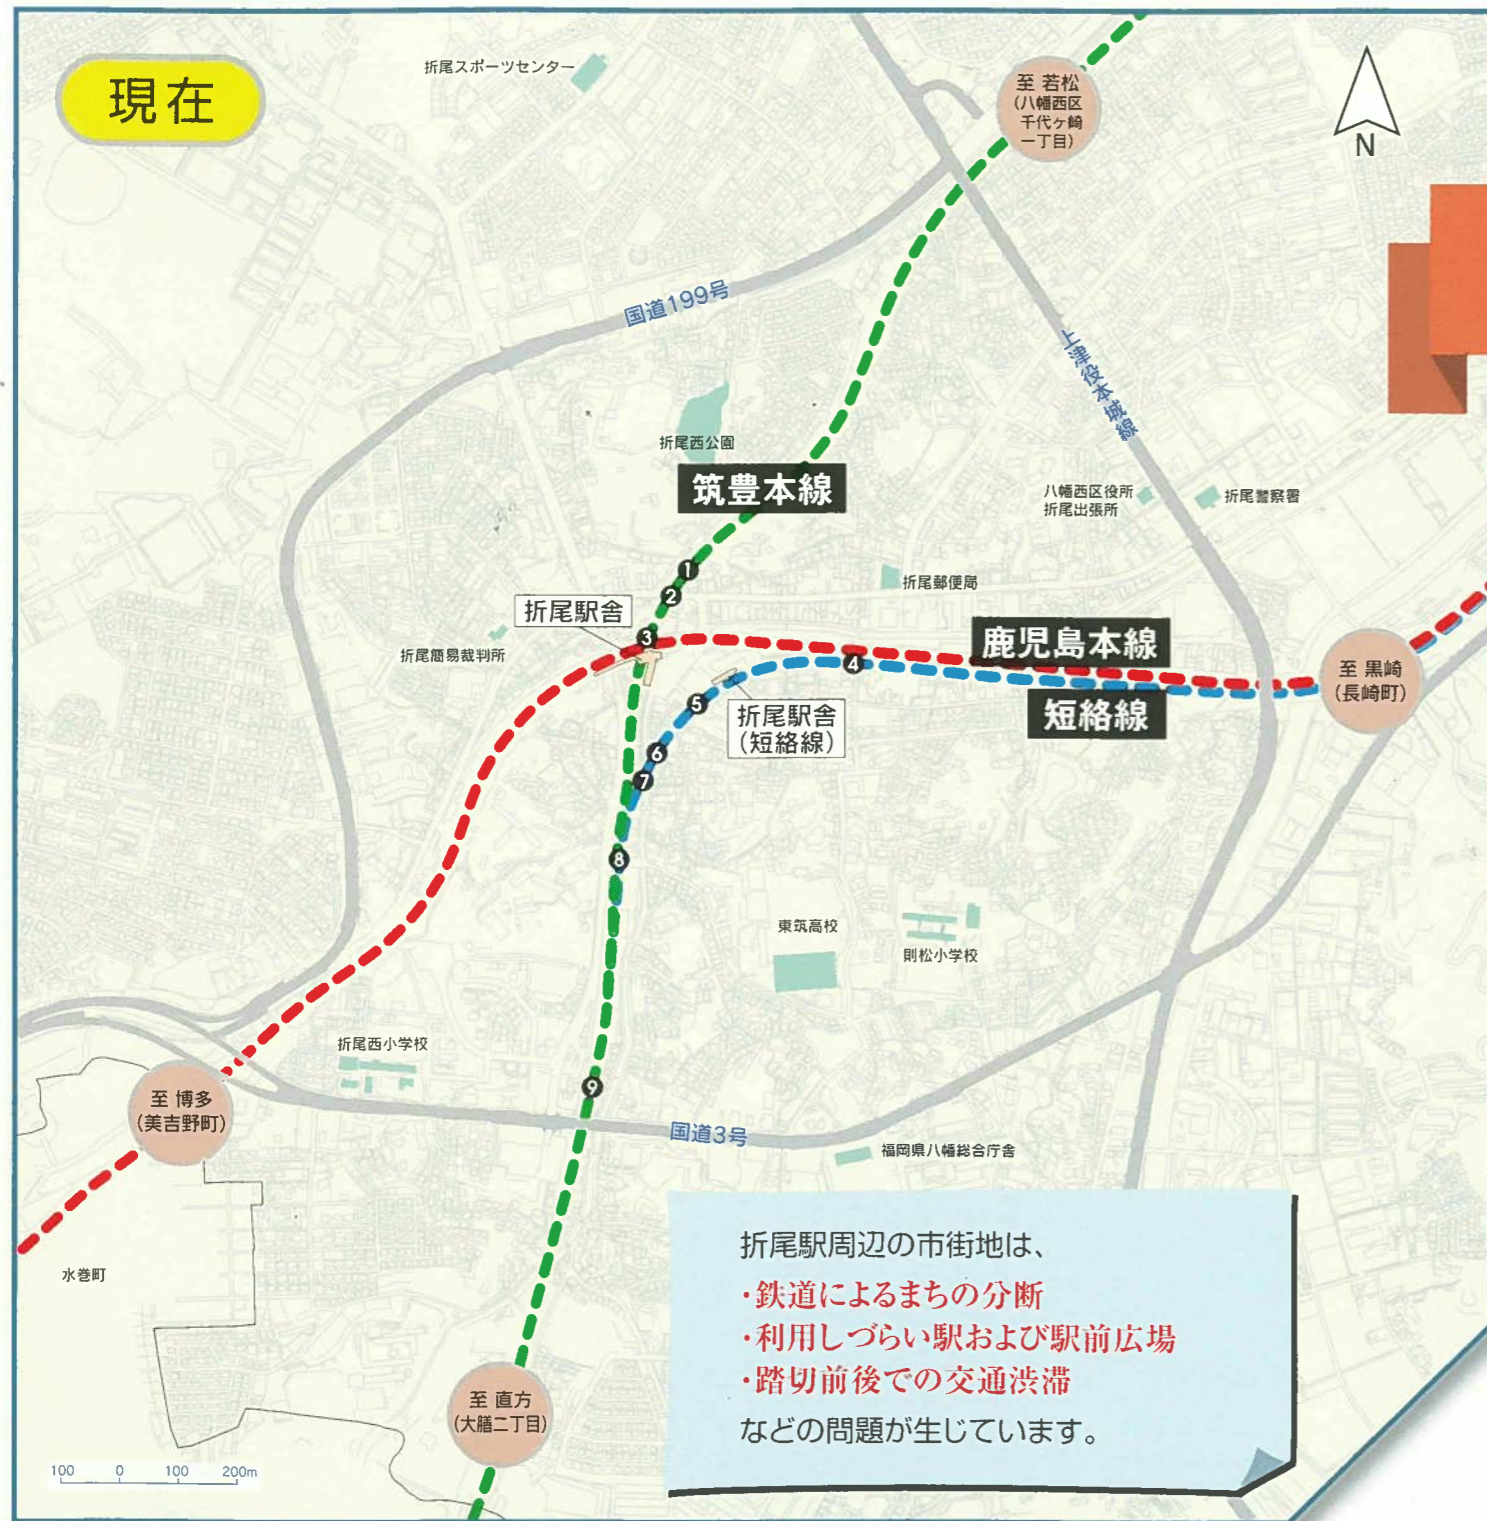 現在
折尾スポーツセンター
至 若松
(八幡西区
千代ヶ崎
一丁目)
N
国道199号
上津役本城線
折尾西公園
筑豊本線
八幡西区役所
折尾出張所
折尾警察署
1
2
3
折尾郵便局
折尾駅舎
折尾簡易裁判所
鹿児島本線
4
至 黒崎
(長崎町)
短絡線
5
折尾駅舎
(短絡線)
6
7
8
東筑高校
則松小学校
折尾西小学校
9
至 博多
(美吉野町)
国道3号
福岡県八幡総合庁舎
水巻町
折尾駅周辺の市街地は、
・鉄道によるまちの分断
・利用しづらい駅および駅前広場
・踏切前後での交通渋滞
などの問題が生じています。
至 直方
(大膳二丁目)
100 0 100 200m